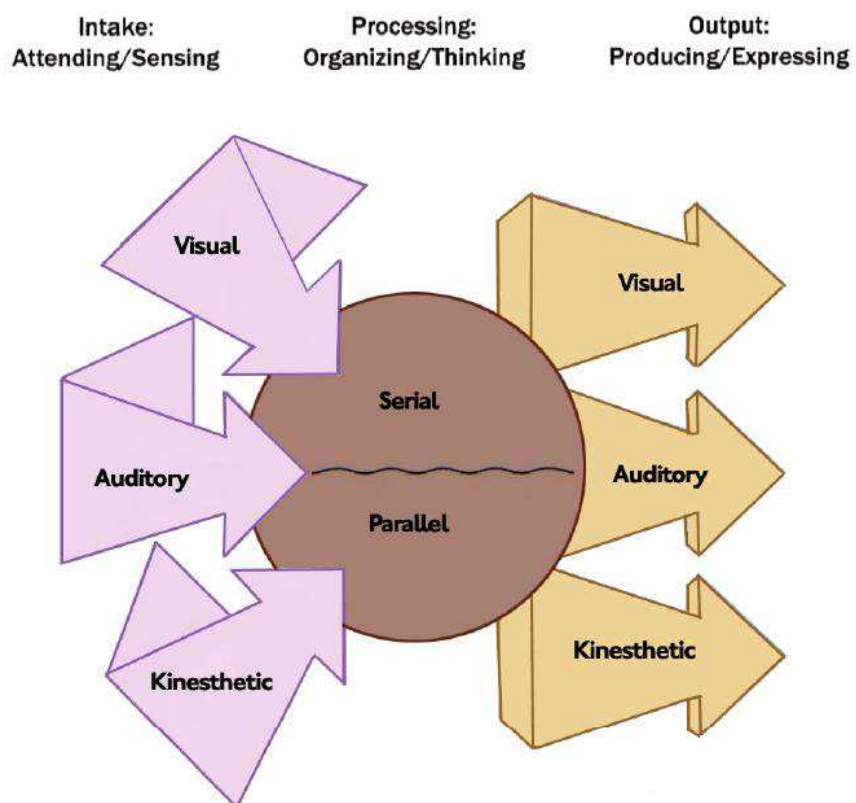 Intake:
Attending/Sensing
Processing:
Organizing/Thinking
Output:
Producing/Expressing
Visual
Auditory
Kinesthetic
Serial
Parallel
Visual
Auditory
Kinesthetic